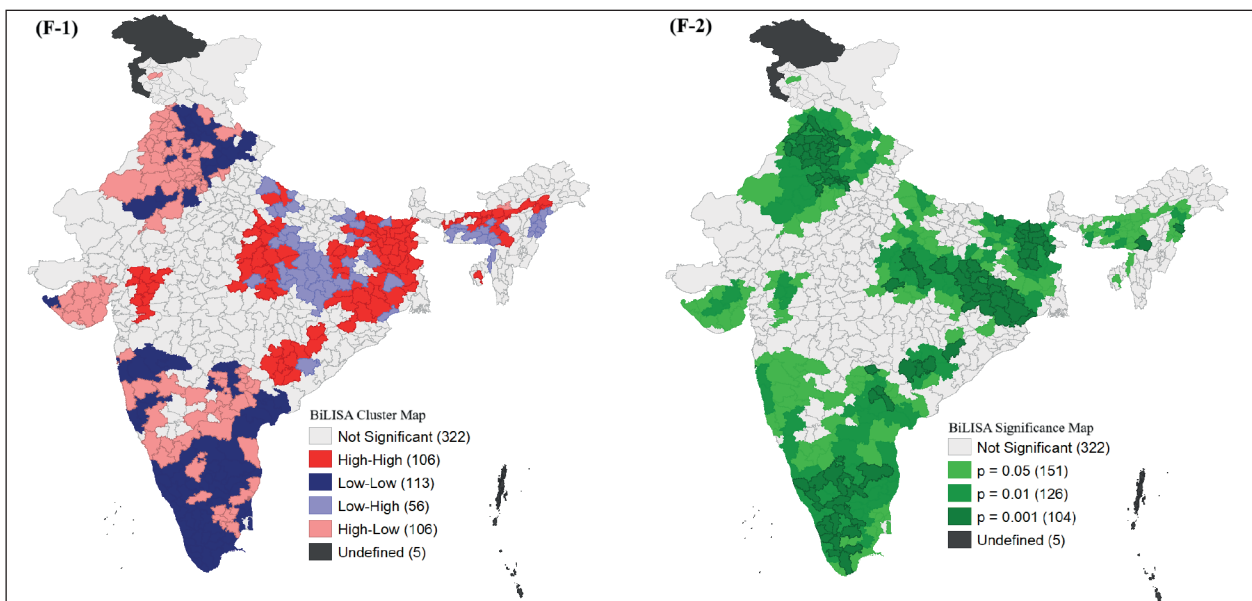 (F-1)
BiLISA Cluster Map
Not Significant (322)
High-High (106)
Low-Low (113)
Low-High (56)
High-Low (106)
Undefined (5)
(F-2)
BiLISA Significance Map
Not Significant (322)
p = 0.05 (151)
p = 0.01 (126)
p = 0.001 (104)
Undefined (5)